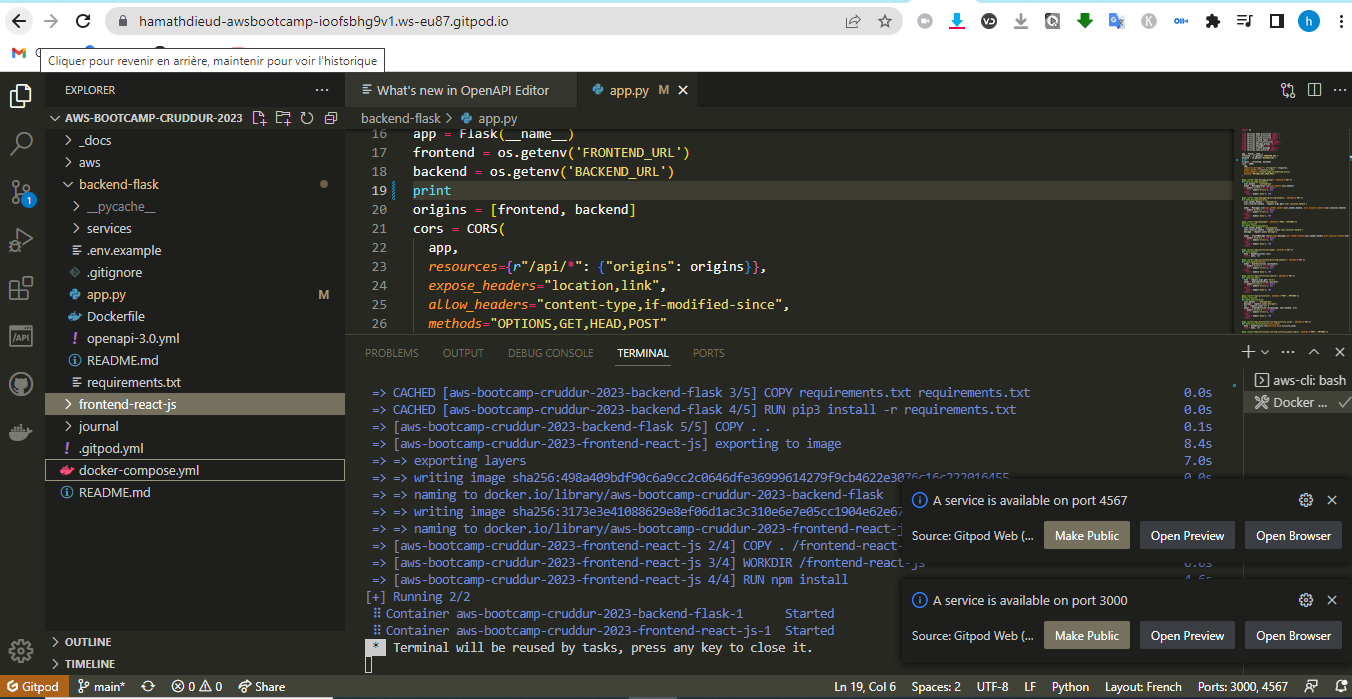 hamathdieud-awsbootcamp-ioofsbhg9v1.ws-eu87.gitpod.io
Cliquer pour revenir en arrière, maintenir pour voir l'historique
EXPLORER
AWS-BOOTCAMP-CRUDDUR-2023
_docs
aws
backend-flask
__pycache__
services
.env.example
.gitignore
app.py M
Dockerfile
openapi-3.0.yml
README.md
requirements.txt
frontend-react-js
journal
.gitpod.yml
docker-compose.yml
README.md
OUTLINE
TIMELINE
What's new in OpenAPI Editor
app.py M
backend-flask > app.py
16 app = Flask(__name__)
17 frontend = os.getenv('FRONTEND_URL')
18 backend = os.getenv('BACKEND_URL')
19 print
20 origins = [frontend, backend]
21 cors = CORS(
22 app,
23 resources={r"/api/*": {"origins": origins}},
24 expose_headers="location,link",
25 allow_headers="content-type,if-modified-since",
26 methods="OPTIONS,GET,HEAD,POST"
PROBLEMS OUTPUT DEBUG CONSOLE TERMINAL PORTS
=> CACHED [aws-bootcamp-cruddur-2023-backend-flask 3/5] COPY requirements.txt requirements.txt 0.0s
=> CACHED [aws-bootcamp-cruddur-2023-backend-flask 4/5] RUN pip3 install -r requirements.txt 0.0s
=> [aws-bootcamp-cruddur-2023-backend-flask 5/5] COPY . . 0.1s
=> [aws-bootcamp-cruddur-2023-frontend-react-js] exporting to image 8.4s
=> => exporting layers 7.0s
=> => writing image
=> => naming to docker.io/library/aws-bootcamp-cruddur-2023-backend-flask
=> => writing image
=> => naming to docker.io/library/aws-bootcamp-cruddur-2023-frontend-react-j
=> [aws-bootcamp-cruddur-2023-frontend-react-js 2/4] COPY . /frontend-react-
=> [aws-bootcamp-cruddur-2023-frontend-react-js 3/4] WORKDIR /frontend-react-js
=> [aws-bootcamp-cruddur-2023-frontend-react-js 4/4] RUN npm install
[+] Running 2/2
Container aws-bootcamp-cruddur-2023-backend-flask-1 Started
Container aws-bootcamp-cruddur-2023-frontend-react-js-1 Started
* Terminal will be reused by tasks, press any key to close it.
aws-cli: bash
Docker ...
A service is available on port 4567
Source: Gitpod Web (... Make Public Open Preview Open Browser
A service is available on port 3000
Source: Gitpod Web (... Make Public Open Preview Open Browser
Gitpod main* 0 0 Share Ln 19, Col 6 Spaces: 2 UTF-8 LF Python Layout: French Ports: 3000, 4567